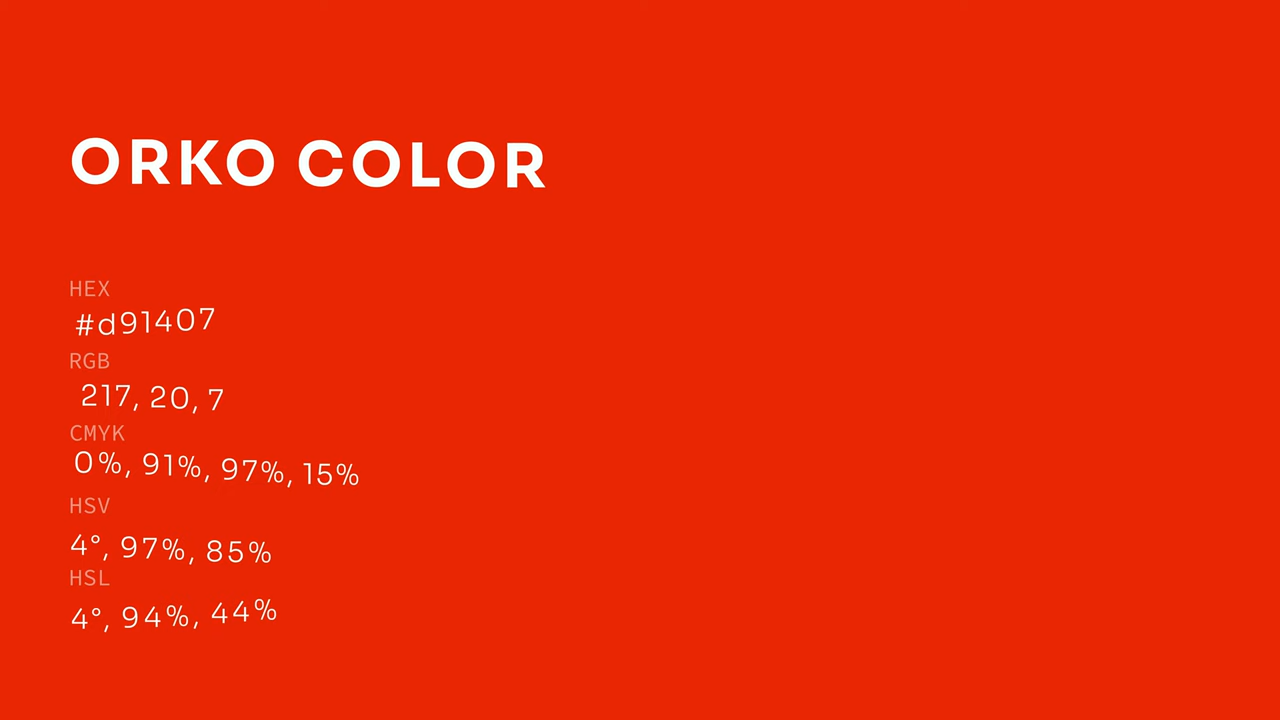 ORKO COLOR
HEX
#d91407
RGB
217, 20, 7
CMYK
0%, 91%, 97%, 15%
HSV
4°, 97%, 85%
HSL
4°, 94%, 44%